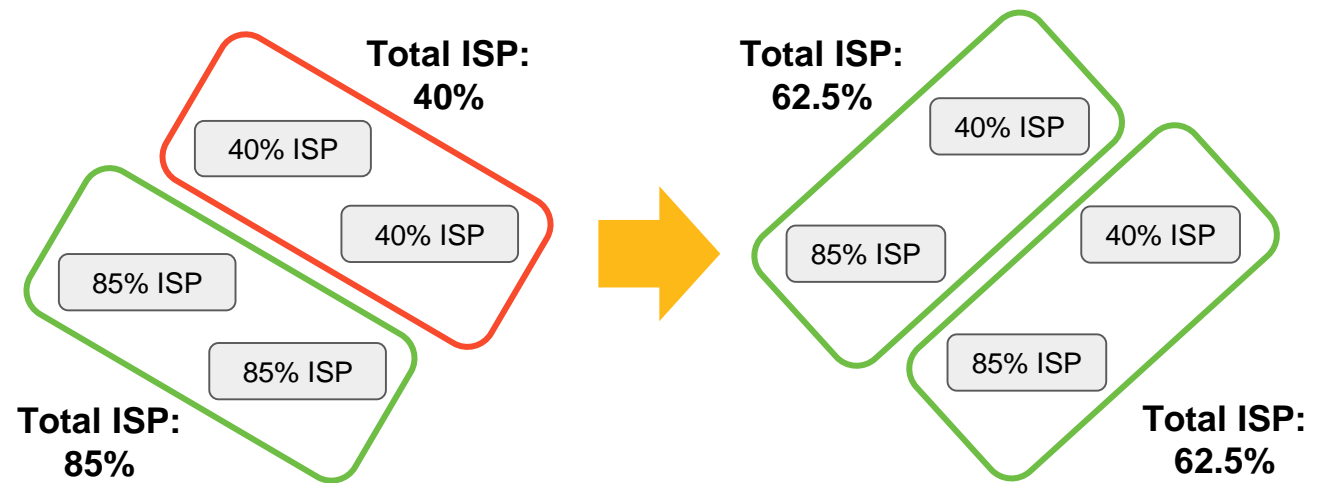 Total ISP:
40%
40% ISP
40% ISP
85% ISP
85% ISP
Total ISP:
85%
Total ISP:
62.5%
40% ISP
85% ISP
40% ISP
85% ISP
Total ISP:
62.5%